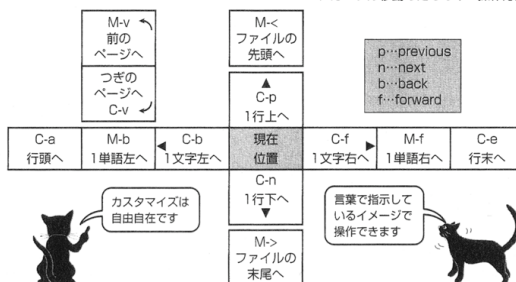 M-v
前の
ページへ
つぎの
ページへ
C-v
M-<
ファイルの
先頭へ
p…previous
n…next
b…back
f…forward
C-p
1行上へ
C-a
行頭へ
M-b
1単語左へ
C-b
1文字左へ
現在
位置
C-f
1文字右へ
M-f
1単語右へ
C-e
行末へ
C-n
1行下へ
M->
ファイルの
末尾へ
カスタマイズは
自由自在です
言葉で指示して
いるイメージで
操作できます